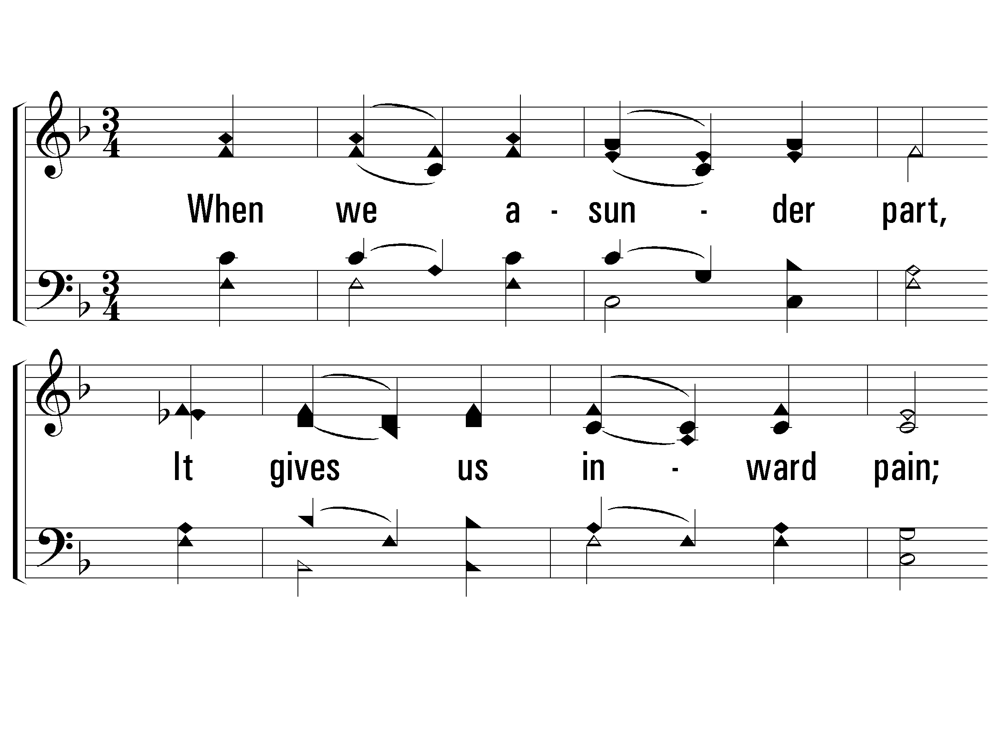 When we a - sun - der part,
It gives us in - ward pain;